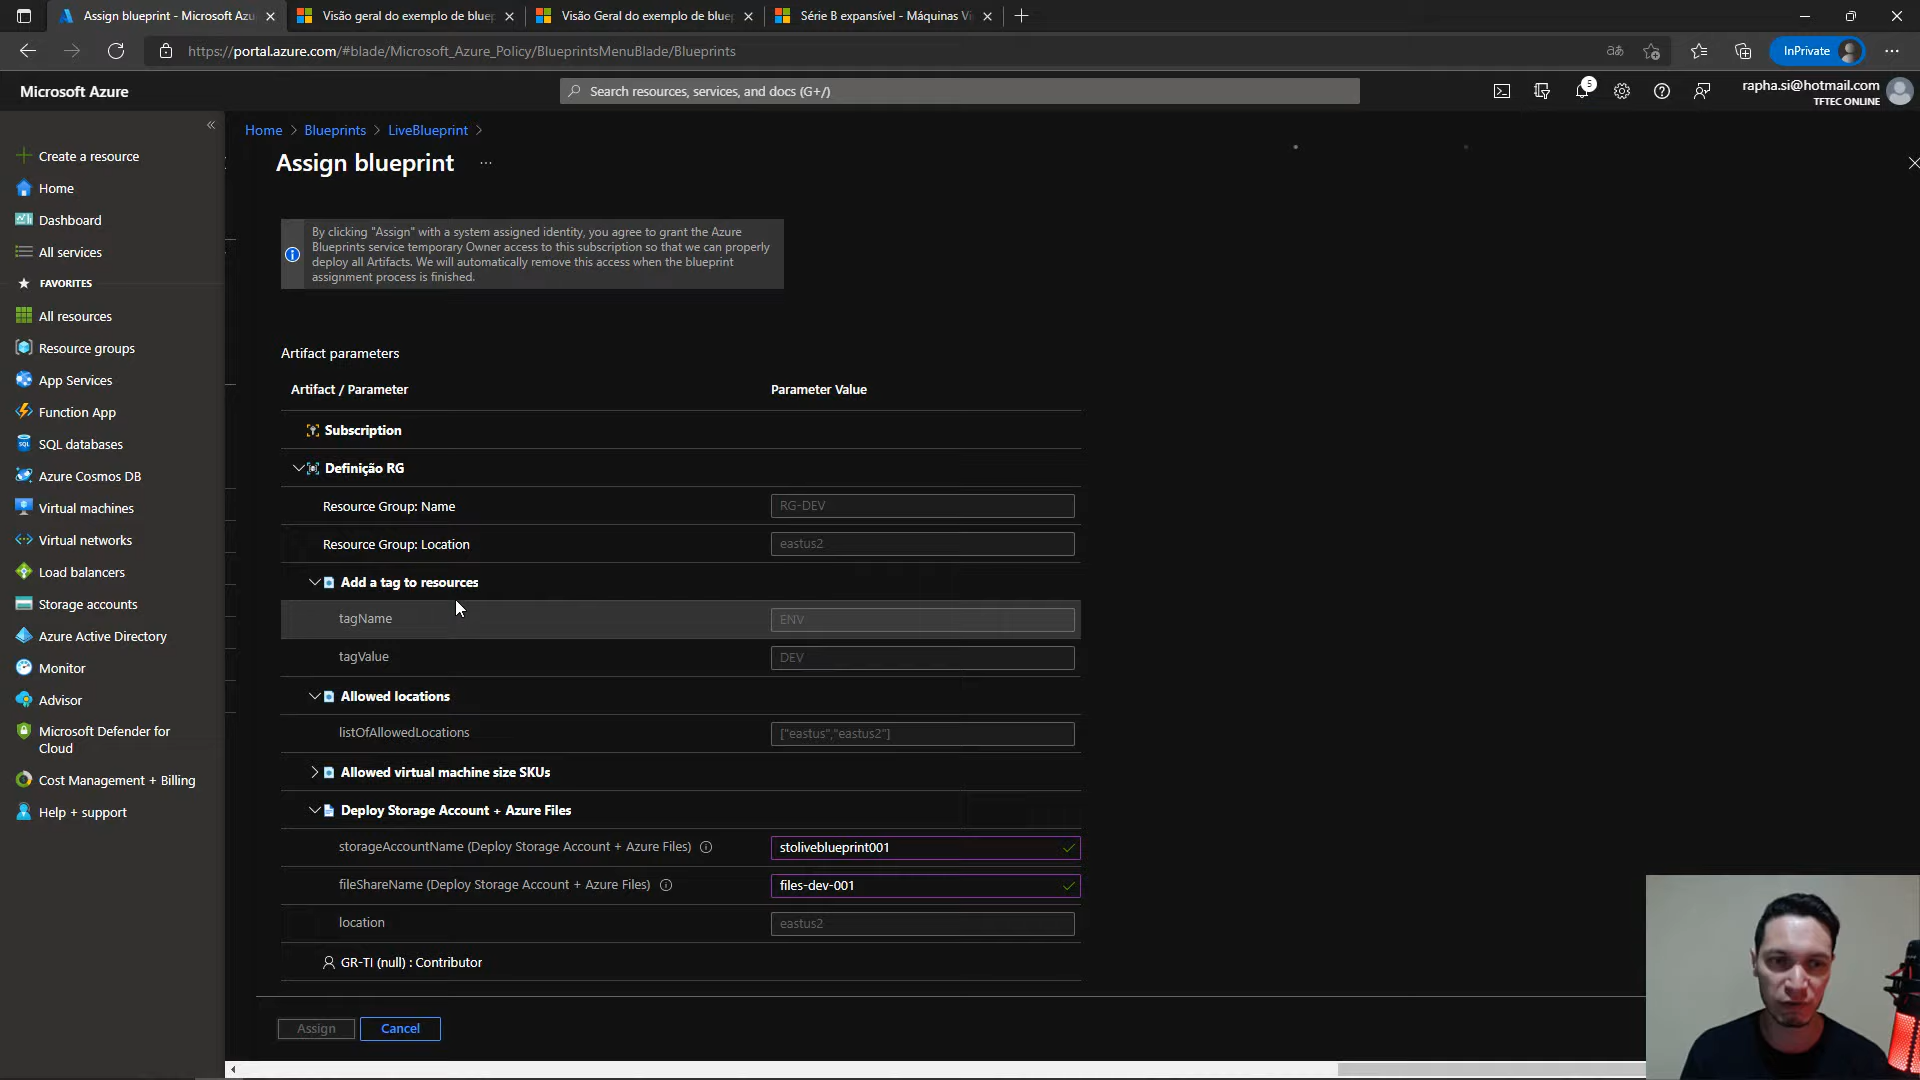 Assign blueprint - Microsoft Azu
Visão geral do exemplo de bluep
Visão Geral do exemplo de blue
Série B expansível - Máquinas Vi
https://portal.azure.com/#blade/Microsoft_Azure_Policy/BlueprintsMenuBlade/Blueprints
InPrivate
Microsoft Azure
Search resources, services, and docs (G+/)
5
rapha.si@hotmail.com
TFTEC ONLINE
Create a resource
Home
Dashboard
All services
FAVORITES
All resources
Resource groups
App Services
Function App
SQL databases
Azure Cosmos DB
Virtual machines
Virtual networks
Load balancers
Storage accounts
Azure Active Directory
Monitor
Advisor
Microsoft Defender for
Cloud
Cost Management + Billing
Help + support
Home > Blueprints > LiveBlueprint >
Assign blueprint ...
By clicking "Assign" with a system assigned identity, you agree to grant the Azure
Blueprints service temporary Owner access to this subscription so that we can properly
deploy all Artifacts. We will automatically remove this access when the blueprint
assignment process is finished.
Artifact parameters
Artifact / Parameter
Parameter Value
Subscription
Definição RG
Resource Group: Name
RG-DEV
Resource Group: Location
eastus2
Add a tag to resources
tagName
ENV
tagValue
DEV
Allowed locations
listOfAllowedLocations
["eastus","eastus2"]
Allowed virtual machine size SKUs
Deploy Storage Account + Azure Files
storageAccountName (Deploy Storage Account + Azure Files)
stoliveblueprint001
fileShareName (Deploy Storage Account + Azure Files)
files-dev-001
location
eastus2
GR-TI (null) : Contributor
Assign
Cancel